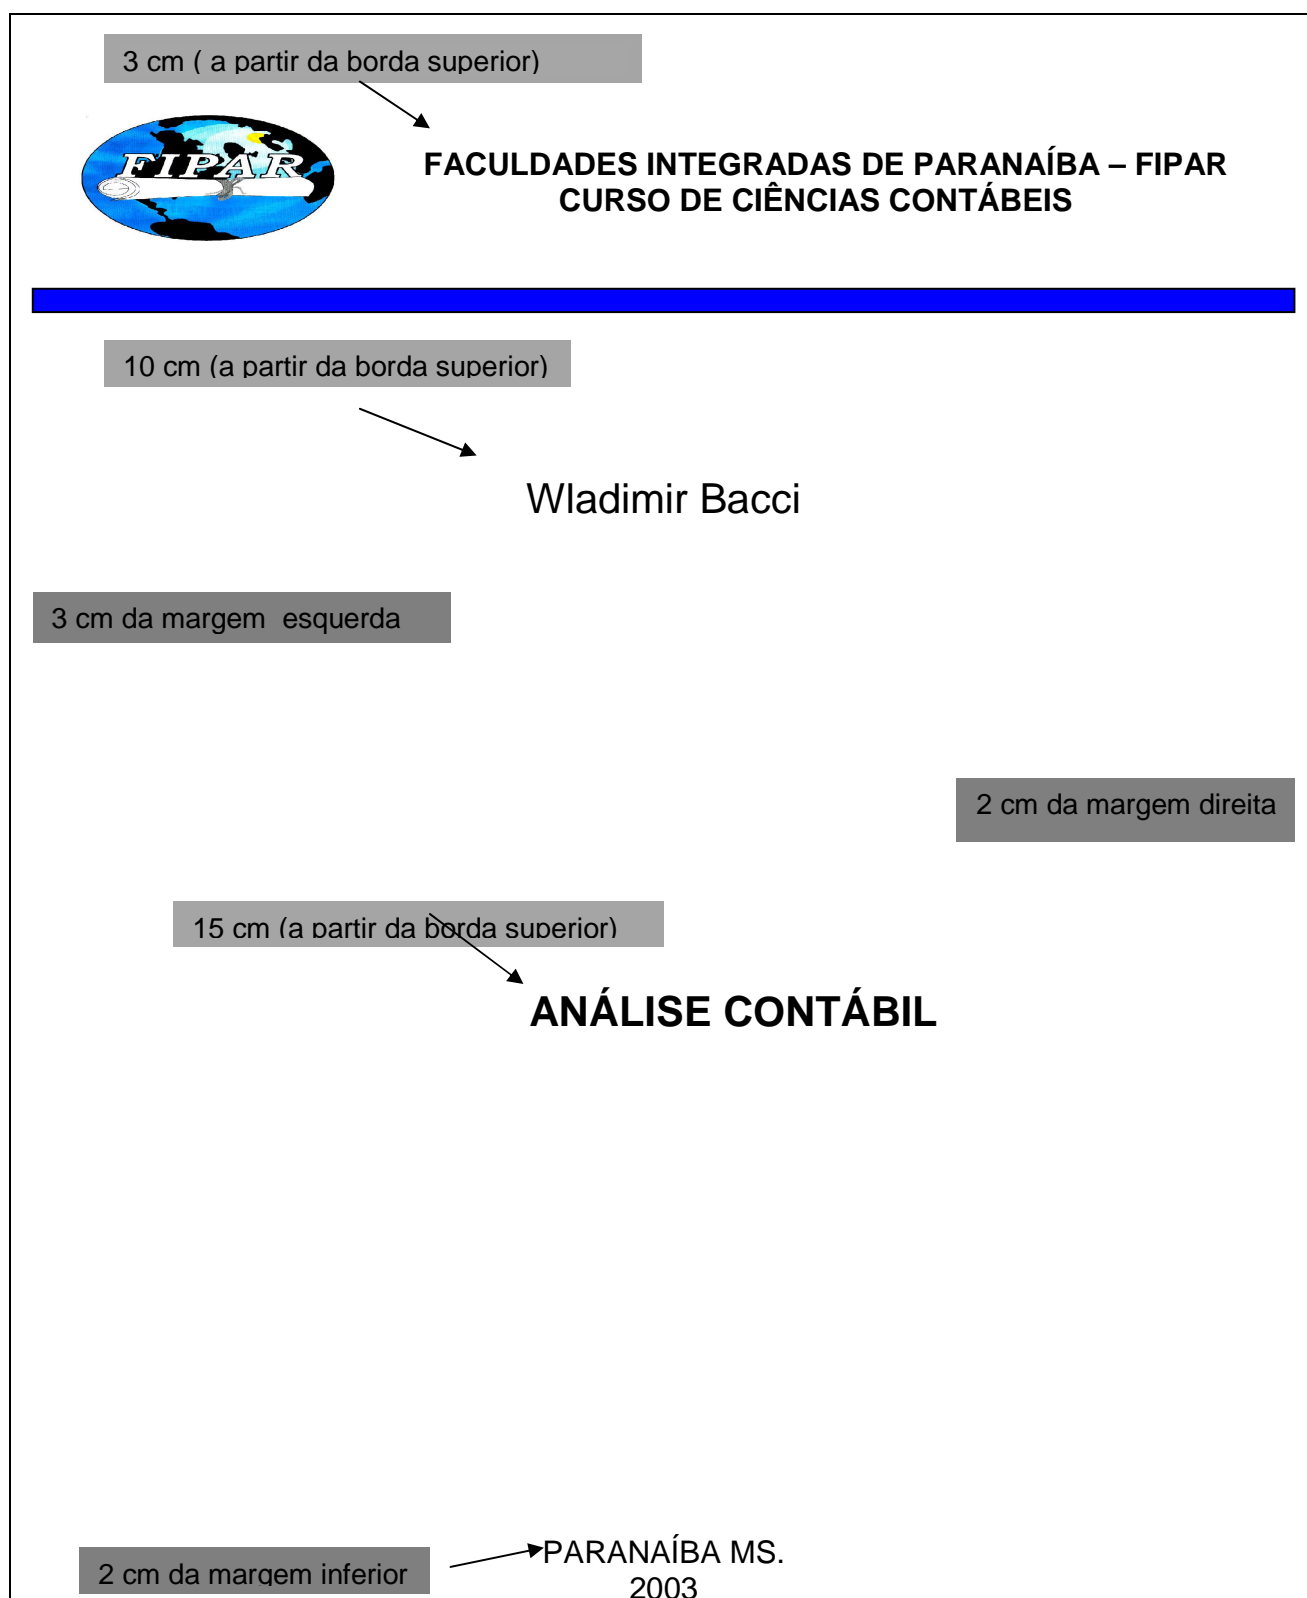 3 cm ( a partir da borda superior)
FIPAR
FACULDADES INTEGRADAS DE PARANAÍBA – FIPAR
CURSO DE CIÊNCIAS CONTÁBEIS
10 cm (a partir da borda superior)
Wladimir Bacci
3 cm da margem  esquerda
2 cm da margem direita
15 cm (a partir da borda superior)
ANÁLISE CONTÁBIL
PARANAÍBA MS.
2 cm da margem inferior
2003